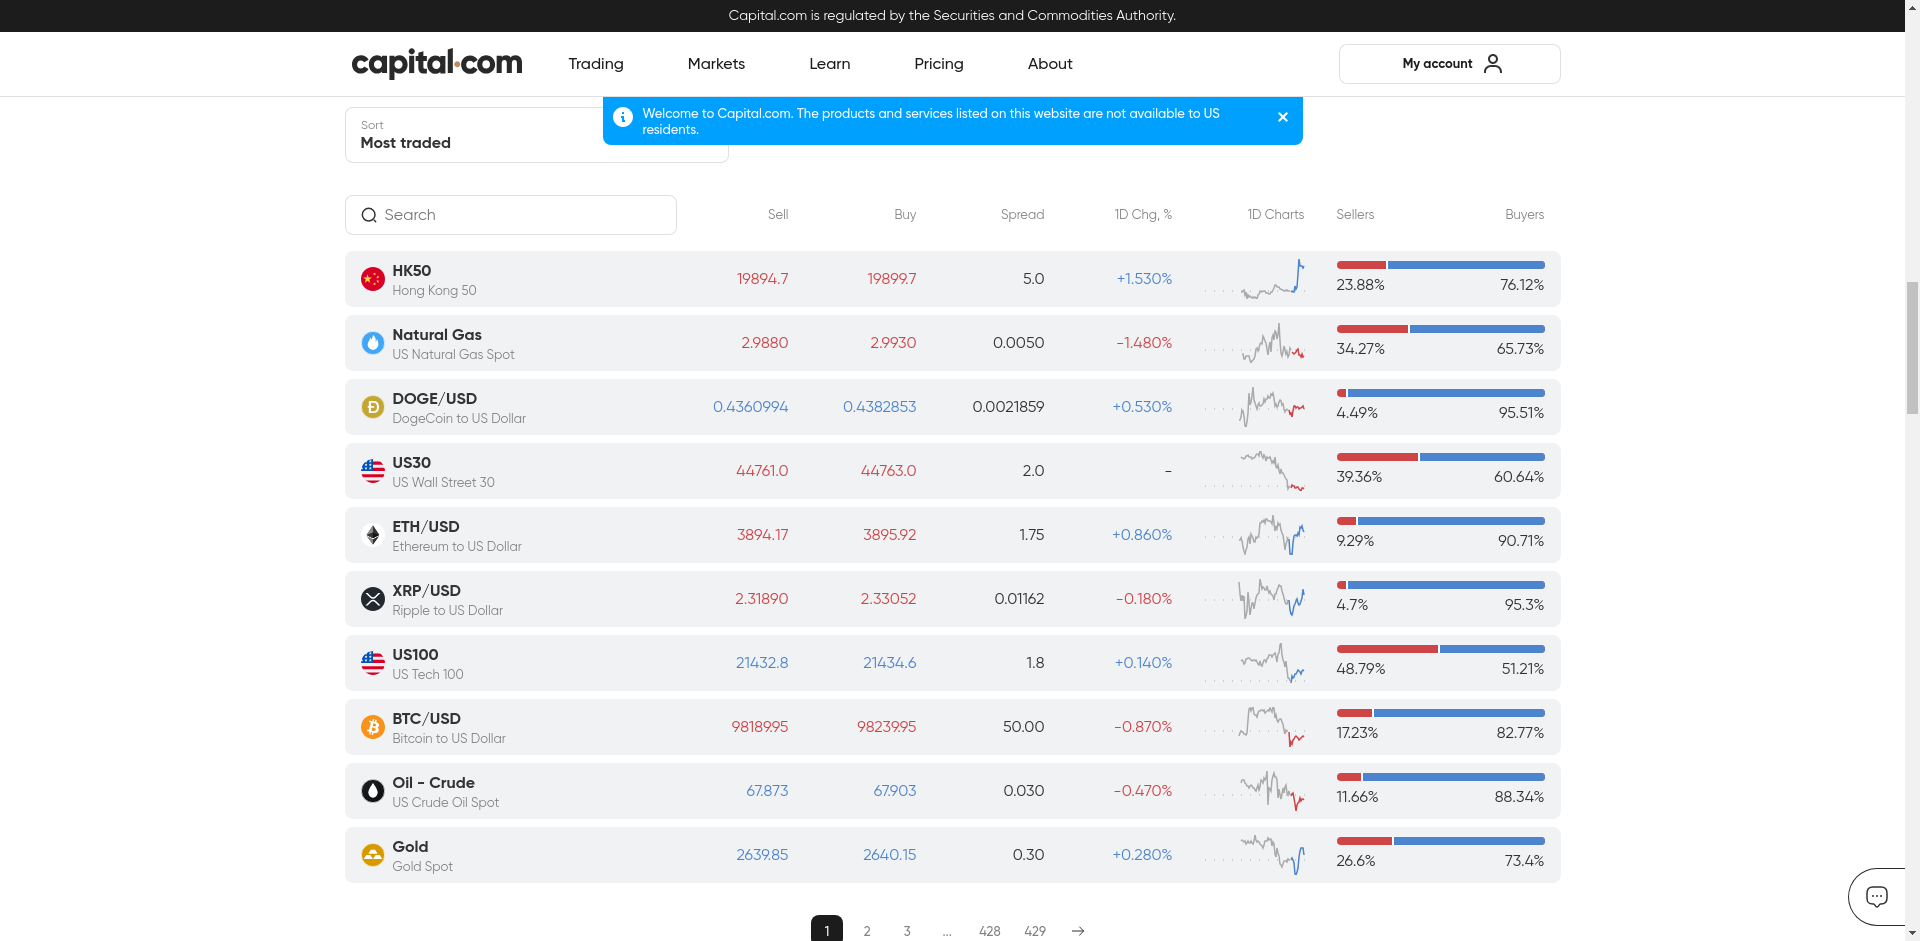 Capital.com is regulated by the Securities and Commodities Authority.
capital.com
Trading
Markets
Learn
Pricing
About
My account
Welcome to Capital.com. The products and services listed on this website are not available to US
residents.
Sort
Most traded
Search
Sell
Buy
Spread
1D Chg, %
1D Charts
Sellers
Buyers
HK50
Hong Kong 50
19894.7
19899.7
5.0
+1.530%
23.88%
76.12%
Natural Gas
US Natural Gas Spot
2.9880
2.9930
0.0050
-1.480%
34.27%
65.73%
DOGE/USD
DogeCoin to US Dollar
0.4360994
0.4382853
0.0021859
+0.530%
4.49%
95.51%
US30
US Wall Street 30
44761.0
44763.0
2.0
-
39.36%
60.64%
ETH/USD
Ethereum to US Dollar
3894.17
3895.92
1.75
+0.860%
9.29%
90.71%
XRP/USD
Ripple to US Dollar
2.31890
2.33052
0.01162
-0.180%
4.7%
95.3%
US100
US Tech 100
21432.8
21434.6
1.8
+0.140%
48.79%
51.21%
BTC/USD
Bitcoin to US Dollar
98189.95
98239.95
50.00
-0.870%
17.23%
82.77%
Oil - Crude
US Crude Oil Spot
67.873
67.903
0.030
-0.470%
11.66%
88.34%
Gold
Gold Spot
2639.85
2640.15
0.30
+0.280%
26.6%
73.4%
1
2
3
...
428
429